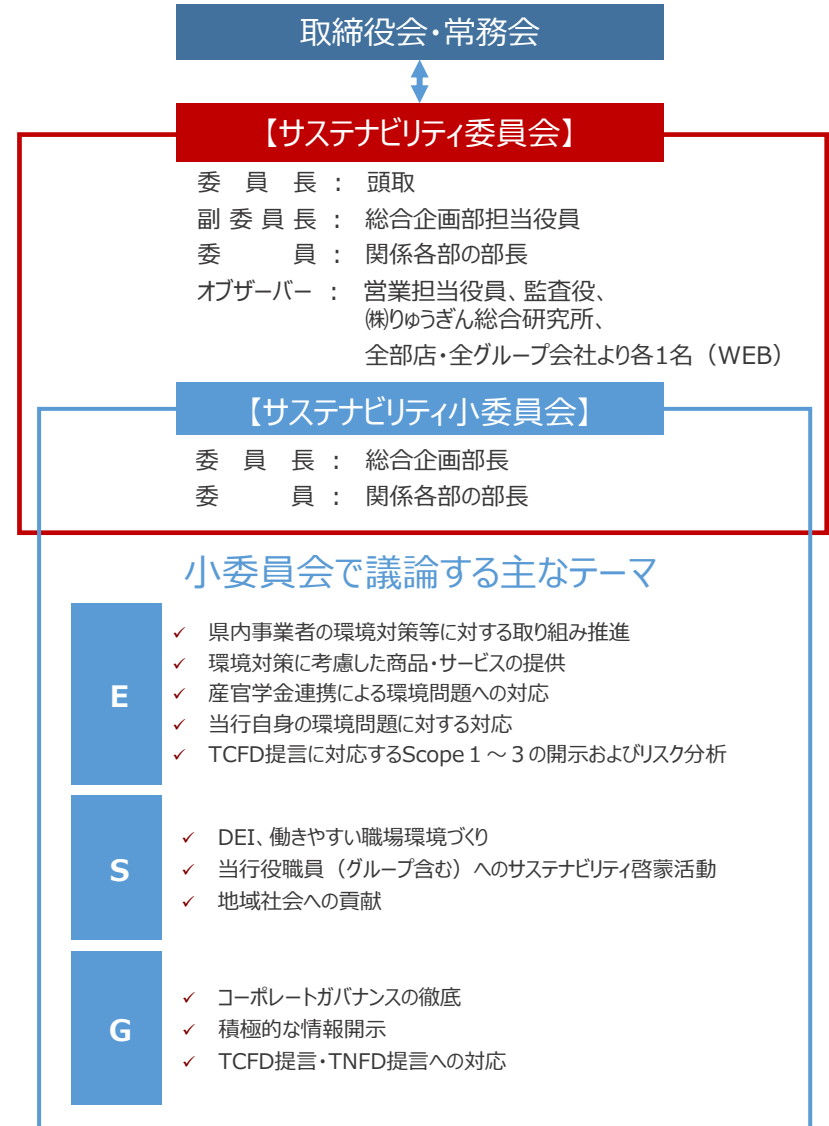 取締役会・常務会
【サステナビリティ委員会】
委員長：頭取
副委員長：総合企画部担当役員
委員：関係各部の部長
オブザーバー：営業担当役員、監査役、
㈱りゅうぎん総合研究所、
全部店・全グループ会社より各1名（WEB）
【サステナビリティ小委員会】
委員長：総合企画部長
委員：関係各部の部長
小委員会で議論する主なテーマ
E
✓ 県内事業者の環境対策等に対する取り組み推進
✓ 環境対策に考慮した商品・サービスの提供
✓ 産官学金連携による環境問題への対応
✓ 当行自身の環境問題に対する対応
✓ TCFD提言に対応するScope１～３の開示およびリスク分析
S
✓ DEI、働きやすい職場環境づくり
✓ 当行役職員（グループ含む）へのサステナビリティ啓蒙活動
✓ 地域社会への貢献
G
✓ コーポレートガバナンスの徹底
✓ 積極的な情報開示
✓ TCFD提言・TNFD提言への対応